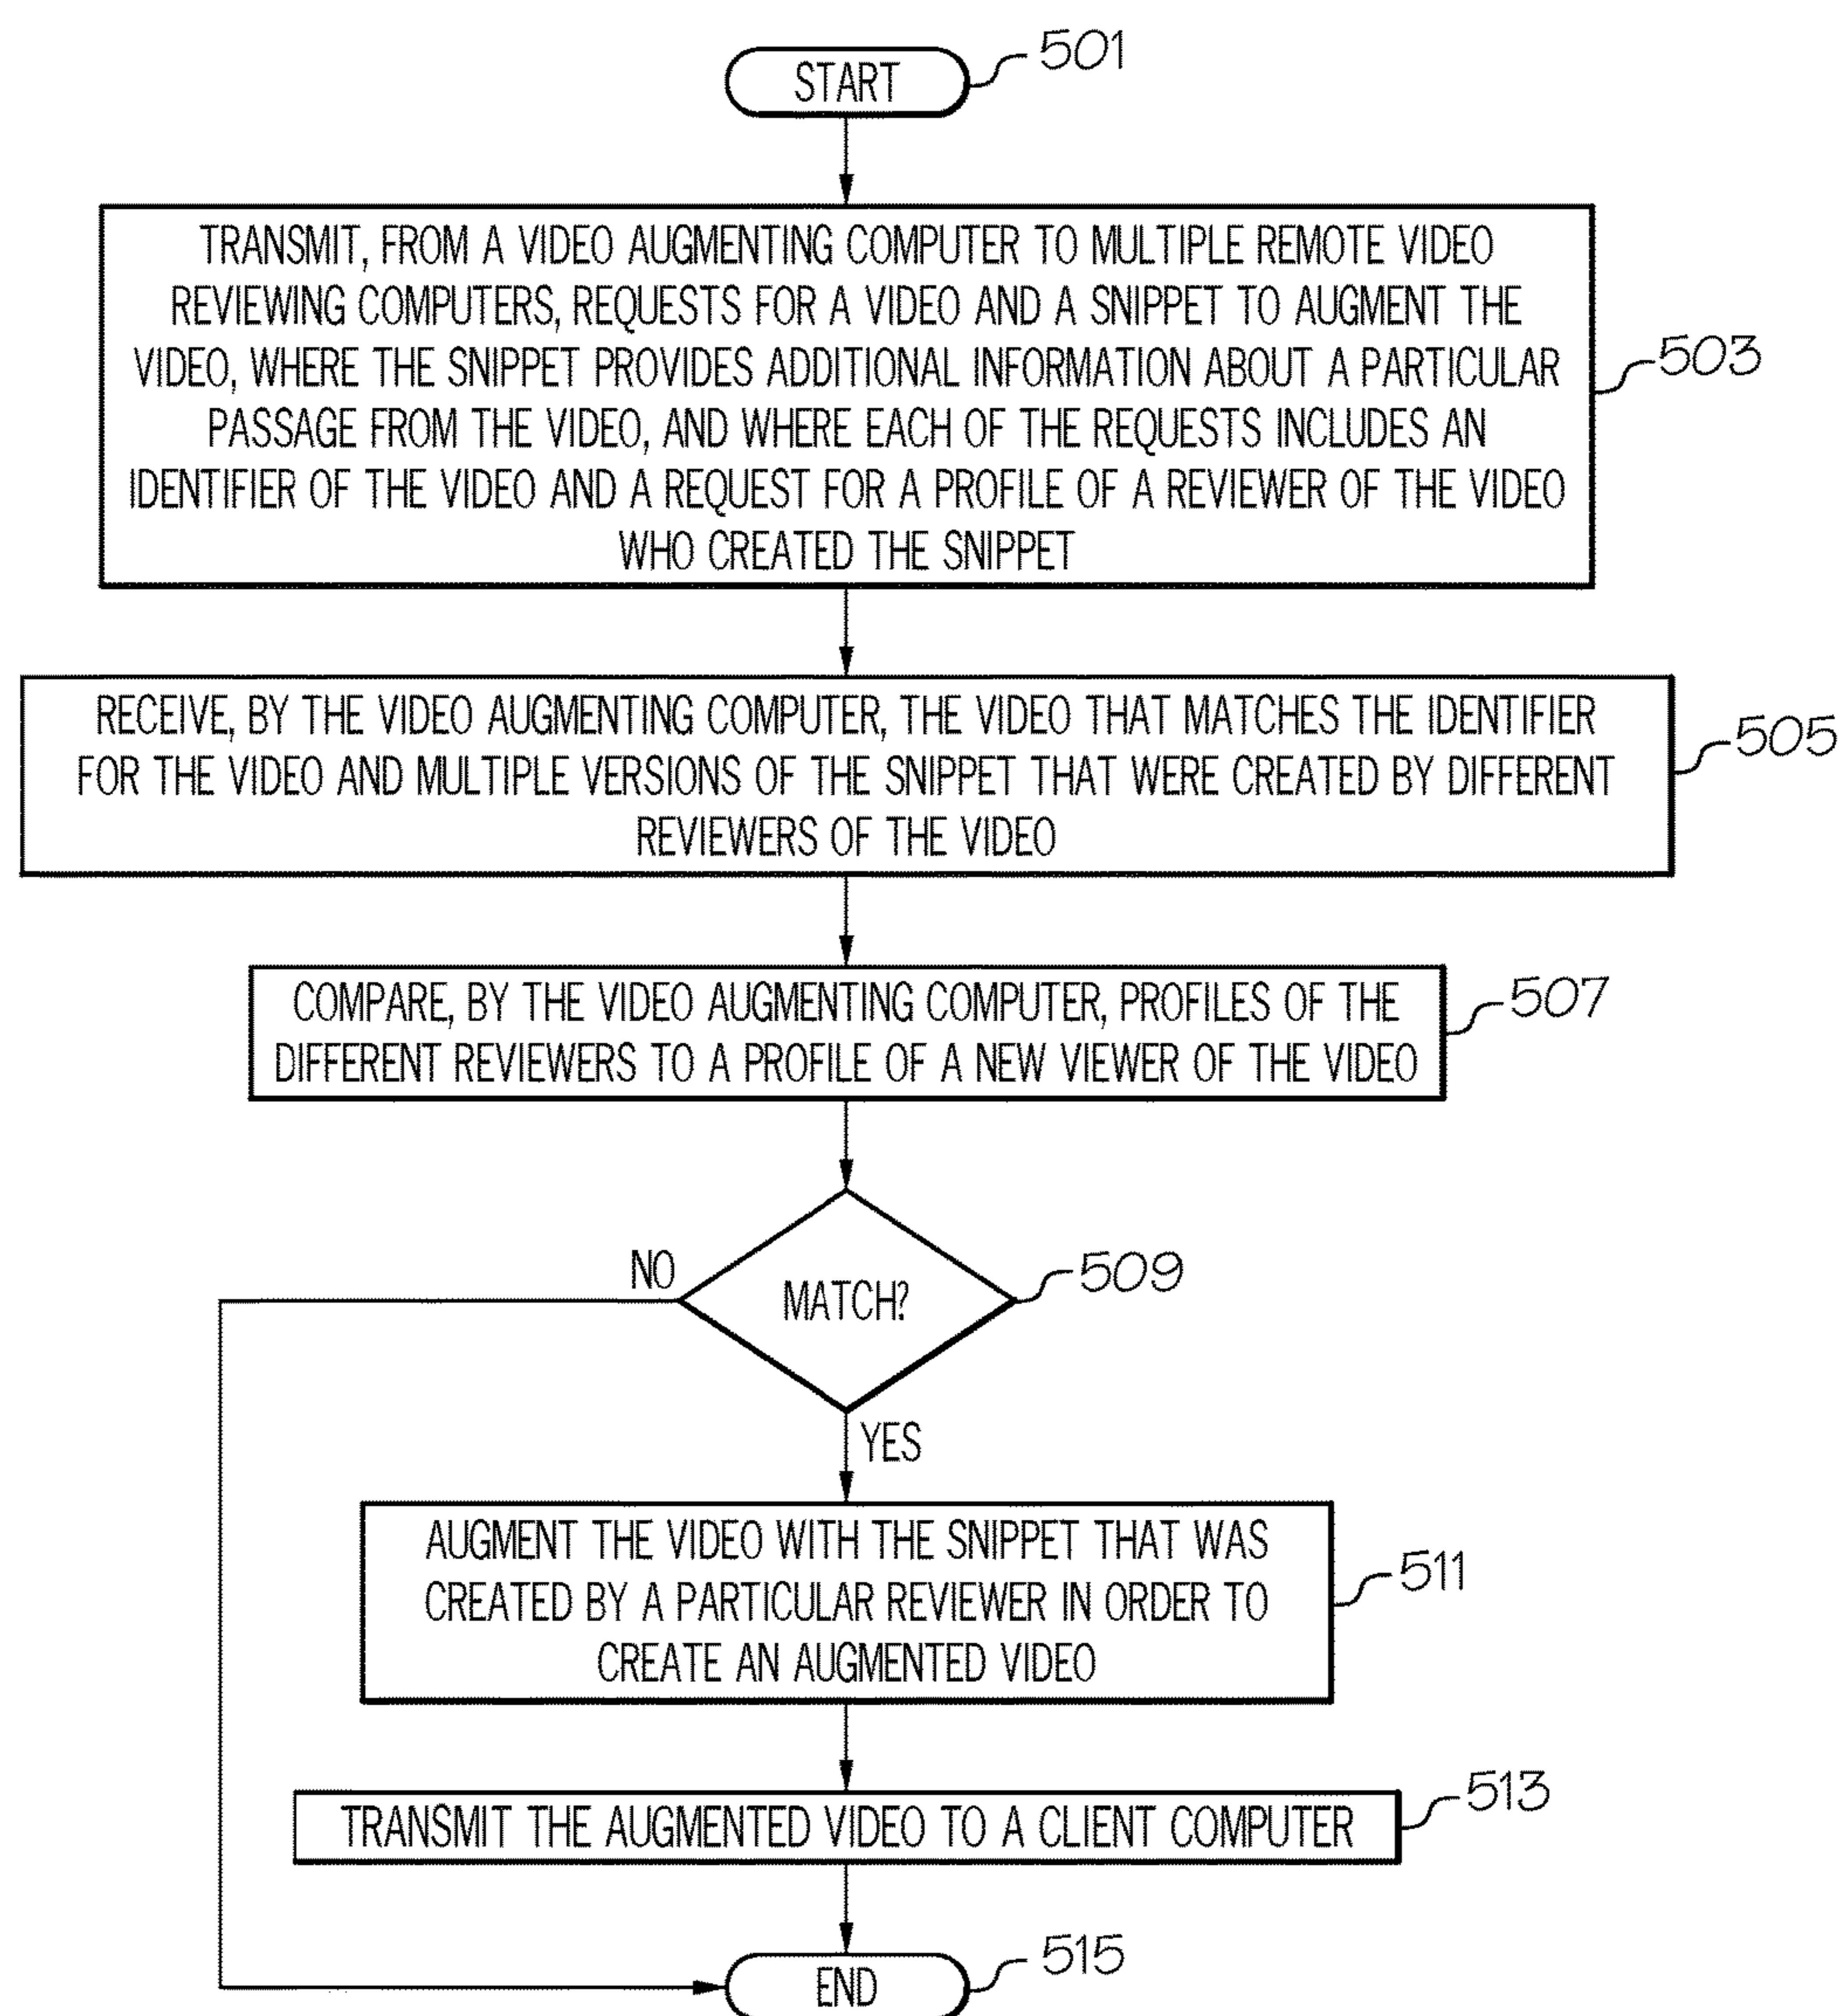 START
501
TRANSMIT, FROM A VIDEO AUGMENTING COMPUTER TO MULTIPLE REMOTE VIDEO
REVIEWING COMPUTERS, REQUESTS FOR A VIDEO AND A SNIPPET TO AUGMENT THE
VIDEO, WHERE THE SNIPPET PROVIDES ADDITIONAL INFORMATION ABOUT A PARTICULAR
PASSAGE FROM THE VIDEO, AND WHERE EACH OF THE REQUESTS INCLUDES AN
IDENTIFIER OF THE VIDEO AND A REQUEST FOR A PROFILE OF A REVIEWER OF THE VIDEO
WHO CREATED THE SNIPPET
503
RECEIVE, BY THE VIDEO AUGMENTING COMPUTER, THE VIDEO THAT MATCHES THE IDENTIFIER
FOR THE VIDEO AND MULTIPLE VERSIONS OF THE SNIPPET THAT WERE CREATED BY DIFFERENT
REVIEWERS OF THE VIDEO
505
COMPARE, BY THE VIDEO AUGMENTING COMPUTER, PROFILES OF THE
DIFFERENT REVIEWERS TO A PROFILE OF A NEW VIEWER OF THE VIDEO
507
NO
MATCH?
509
YES
AUGMENT THE VIDEO WITH THE SNIPPET THAT WAS
CREATED BY A PARTICULAR REVIEWER IN ORDER TO
CREATE AN AUGMENTED VIDEO
511
TRANSMIT THE AUGMENTED VIDEO TO A CLIENT COMPUTER
513
END
515